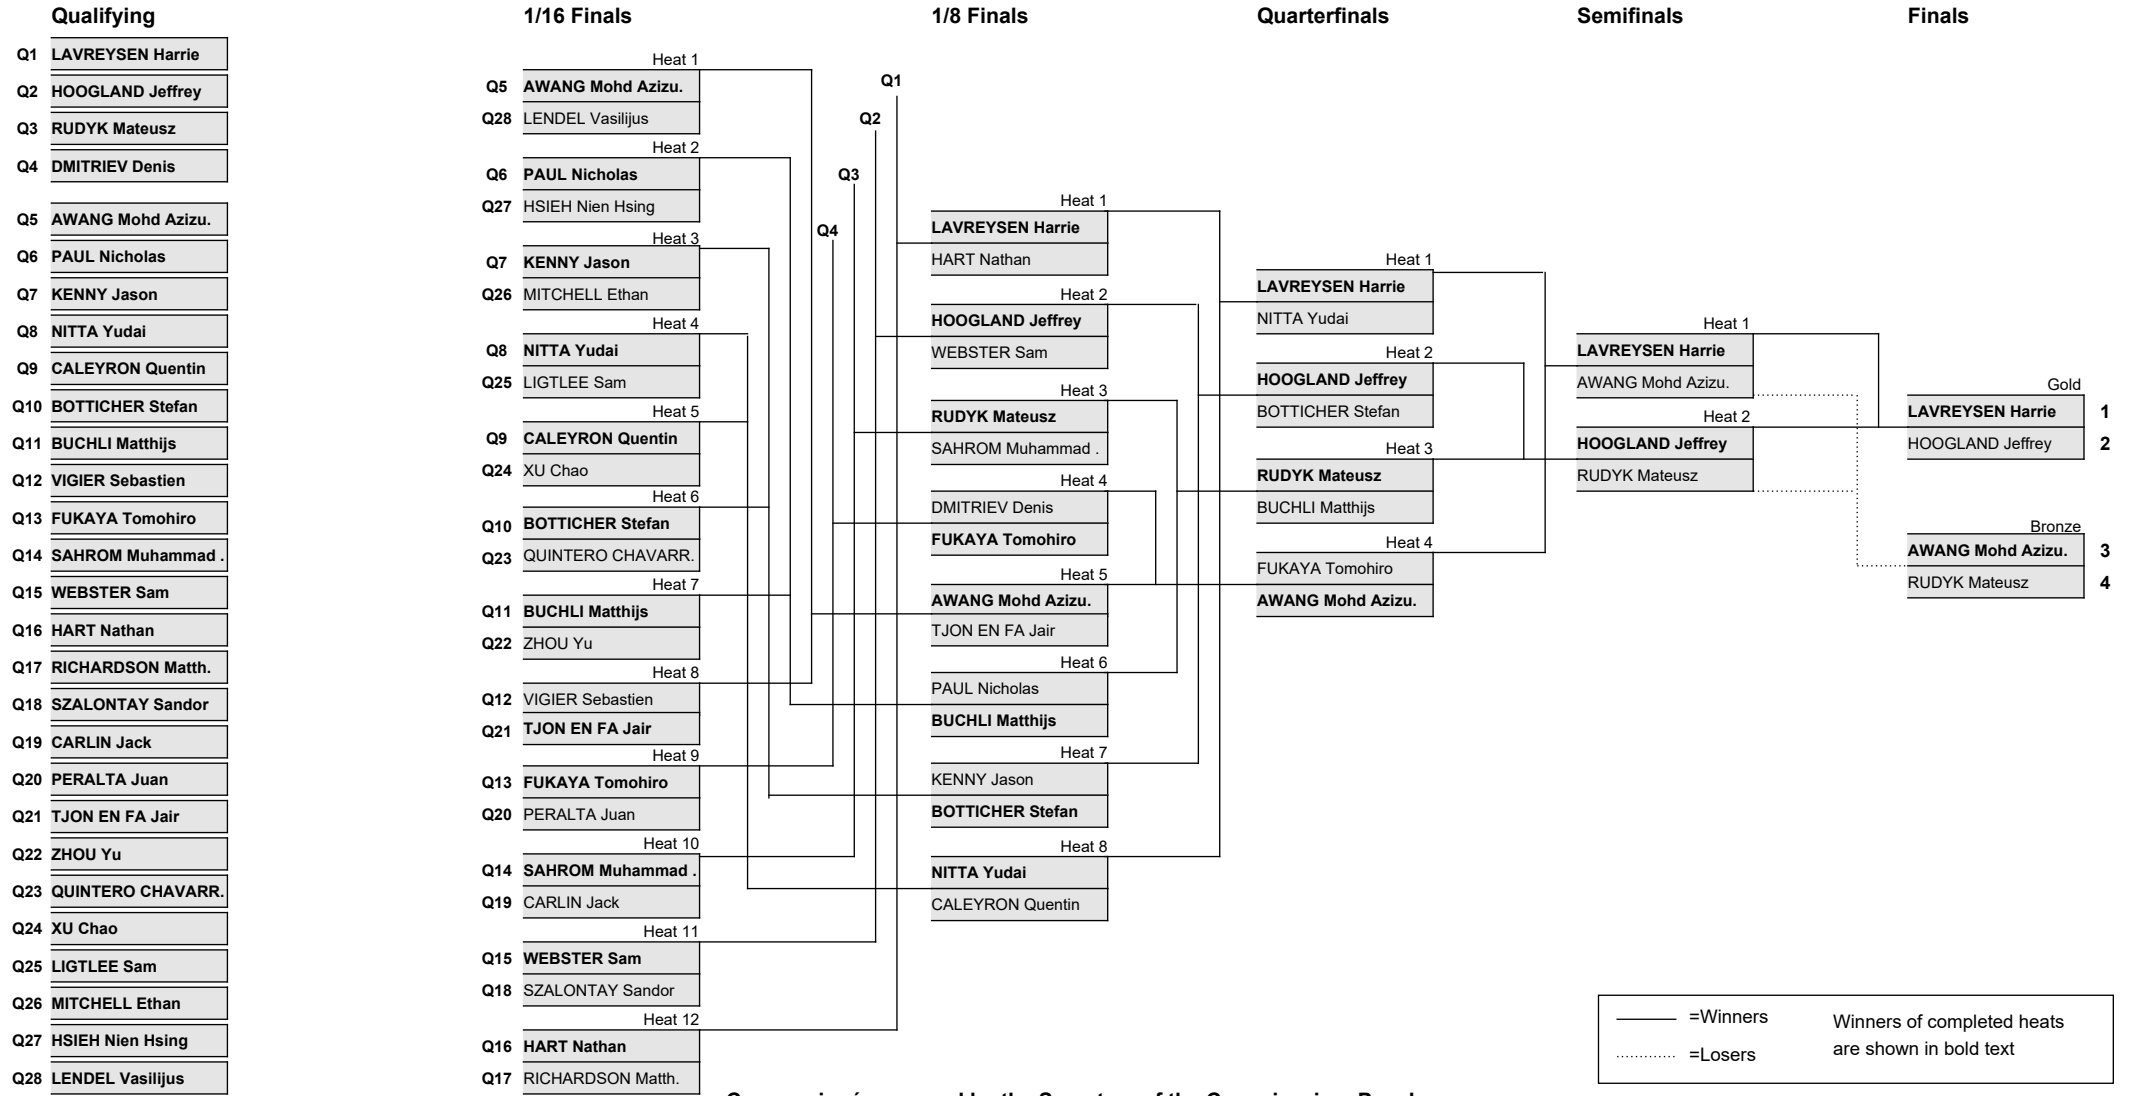 Qualifying
1/16 Finals
1/8 Finals
Quarterfinals
Semifinals
Finals
Q1 LAVREYSEN Harrie
Q2 HOOGLAND Jeffrey
Q3 RUDYK Mateusz
Q4 DMITRIEV Denis
Q5 AWANG Mohd Azizu.
Q6 PAUL Nicholas
Q7 KENNY Jason
Q8 NITTA Yudai
Q9 CALEYRON Quentin
Q10 BOTTICHER Stefan
Q11 BUCHLI Matthijs
Q12 VIGIER Sebastien
Q13 FUKAYA Tomohiro
Q14 SAHROM Muhammad .
Q15 WEBSTER Sam
Q16 HART Nathan
Q17 RICHARDSON Matth.
Q18 SZALONTAY Sandor
Q19 CARLIN Jack
Q20 PERALTA Juan
Q21 TJON EN FA Jair
Q22 ZHOU Yu
Q23 QUINTERO CHAVARR.
Q24 XU Chao
Q25 LIGTLEE Sam
Q26 MITCHELL Ethan
Q27 HSIEH Nien Hsing
Q28 LENDEL Vasilijus
Heat 1
Q5 AWANG Mohd Azizu.
Q28 LENDEL Vasilijus
Heat 2
Q6 PAUL Nicholas
Q27 HSIEH Nien Hsing
Heat 3
Q7 KENNY Jason
Q26 MITCHELL Ethan
Heat 4
Q8 NITTA Yudai
Q25 LIGTLEE Sam
Heat 5
Q9 CALEYRON Quentin
Q24 XU Chao
Heat 6
Q10 BOTTICHER Stefan
Q23 QUINTERO CHAVARR.
Heat 7
Q11 BUCHLI Matthijs
Q22 ZHOU Yu
Heat 8
Q12 VIGIER Sebastien
Q21 TJON EN FA Jair
Heat 9
Q13 FUKAYA Tomohiro
Q20 PERALTA Juan
Heat 10
Q14 SAHROM Muhammad .
Q19 CARLIN Jack
Heat 11
Q15 WEBSTER Sam
Q18 SZALONTAY Sandor
Heat 12
Q16 HART Nathan
Q17 RICHARDSON Matth.
Q1
Q2
Q3
Q4
Heat 1
LAVREYSEN Harrie
HART Nathan
Heat 2
HOOGLAND Jeffrey
WEBSTER Sam
Heat 3
RUDYK Mateusz
SAHROM Muhammad .
Heat 4
DMITRIEV Denis
FUKAYA Tomohiro
Heat 5
AWANG Mohd Azizu.
TJON EN FA Jair
Heat 6
PAUL Nicholas
BUCHLI Matthijs
Heat 7
KENNY Jason
BOTTICHER Stefan
Heat 8
NITTA Yudai
CALEYRON Quentin
Heat 1
LAVREYSEN Harrie
NITTA Yudai
Heat 2
HOOGLAND Jeffrey
BOTTICHER Stefan
Heat 3
RUDYK Mateusz
BUCHLI Matthijs
Heat 4
FUKAYA Tomohiro
AWANG Mohd Azizu.
Heat 1
LAVREYSEN Harrie
AWANG Mohd Azizu.
Heat 2
HOOGLAND Jeffrey
RUDYK Mateusz
Gold
LAVREYSEN Harrie 1
HOOGLAND Jeffrey 2
Bronze
AWANG Mohd Azizu. 3
RUDYK Mateusz 4
=Winners
=Losers
Winners of completed heats
are shown in bold text